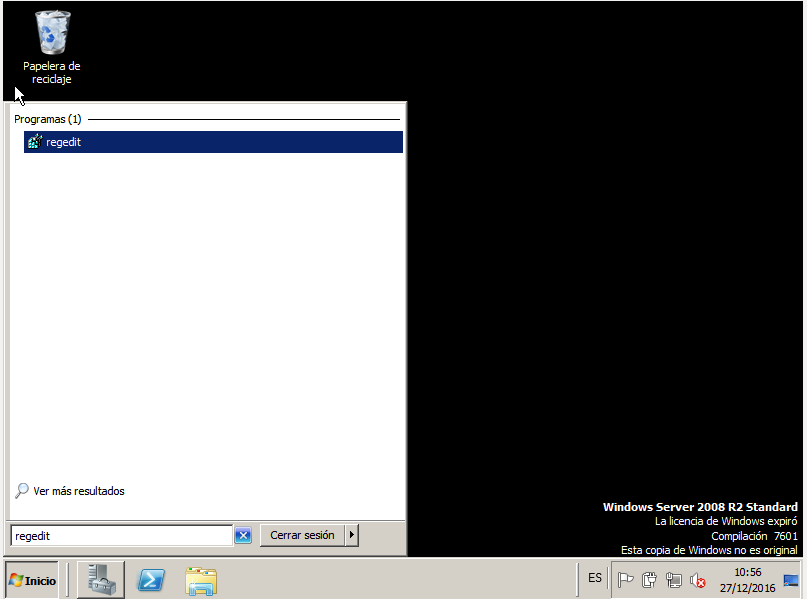 Papelera de
reciclaje
Programas (1)
regedit
Ver más resultados
Windows Server 2008 R2 Standard
La licencia de Windows expiró
Compilación 7601
Esta copia de Windows no es original
regedit
Cerrar sesión
Inicio
ES
10:56
27/12/2016